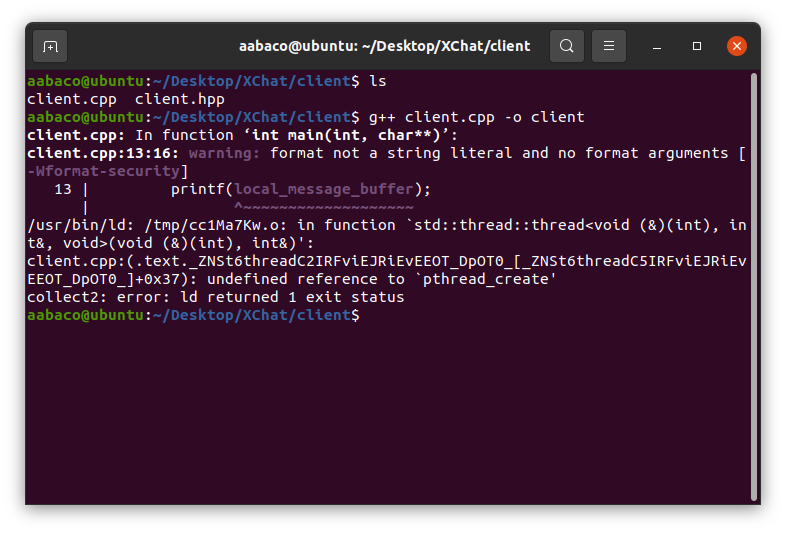 aabaco@ubuntu: ~/Desktop/XChat/client
aabaco@ubuntu:~/Desktop/XChat/client$ ls
client.cpp  client.hpp
aabaco@ubuntu:~/Desktop/XChat/client$ g++ client.cpp -o client
client.cpp: In function ‘int main(int, char**)’:
client.cpp:13:16: warning: format not a string literal and no format arguments [
-Wformat-security]
   13 |         printf(local_message_buffer);
      |                ^~~~~~~~~~~~~~~~~~~~
/usr/bin/ld: /tmp/cc1Ma7Kw.o: in function `std::thread::thread<void (&)(int), in
t&, void>(void (&)(int), int&)':
client.cpp:(.text._ZNSt6threadC2IRFviEJRiEvEEOT_DpOT0_[_ZNSt6threadC5IRFviEJRiEv
EEOT_DpOT0_]+0x37): undefined reference to `pthread_create'
collect2: error: ld returned 1 exit status
aabaco@ubuntu:~/Desktop/XChat/client$